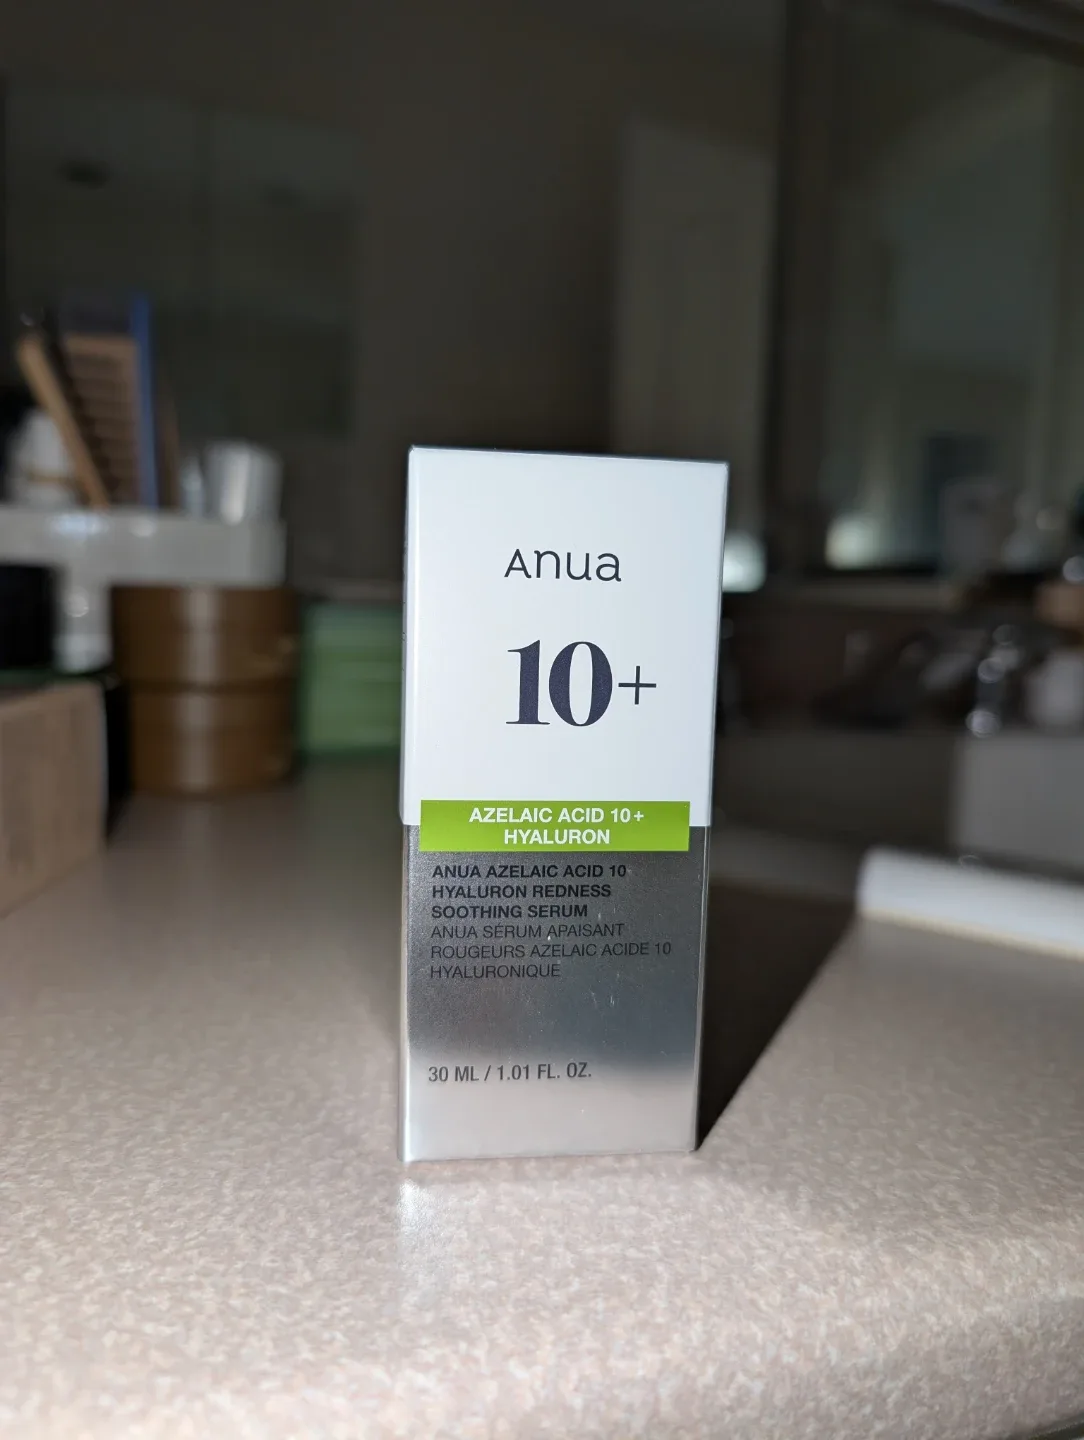 Anua
10+
AZELAIC ACID 10+
HYALURON
ANUA AZELAIC ACID 10
HYALURON REDNESS
SOOTHING SERUM
ANUA SÉRUM APAISANT
ROUGEURS AZELAIC ACIDE 10
HYALURONIQUE
30 ML / 1.01 FL. OZ.